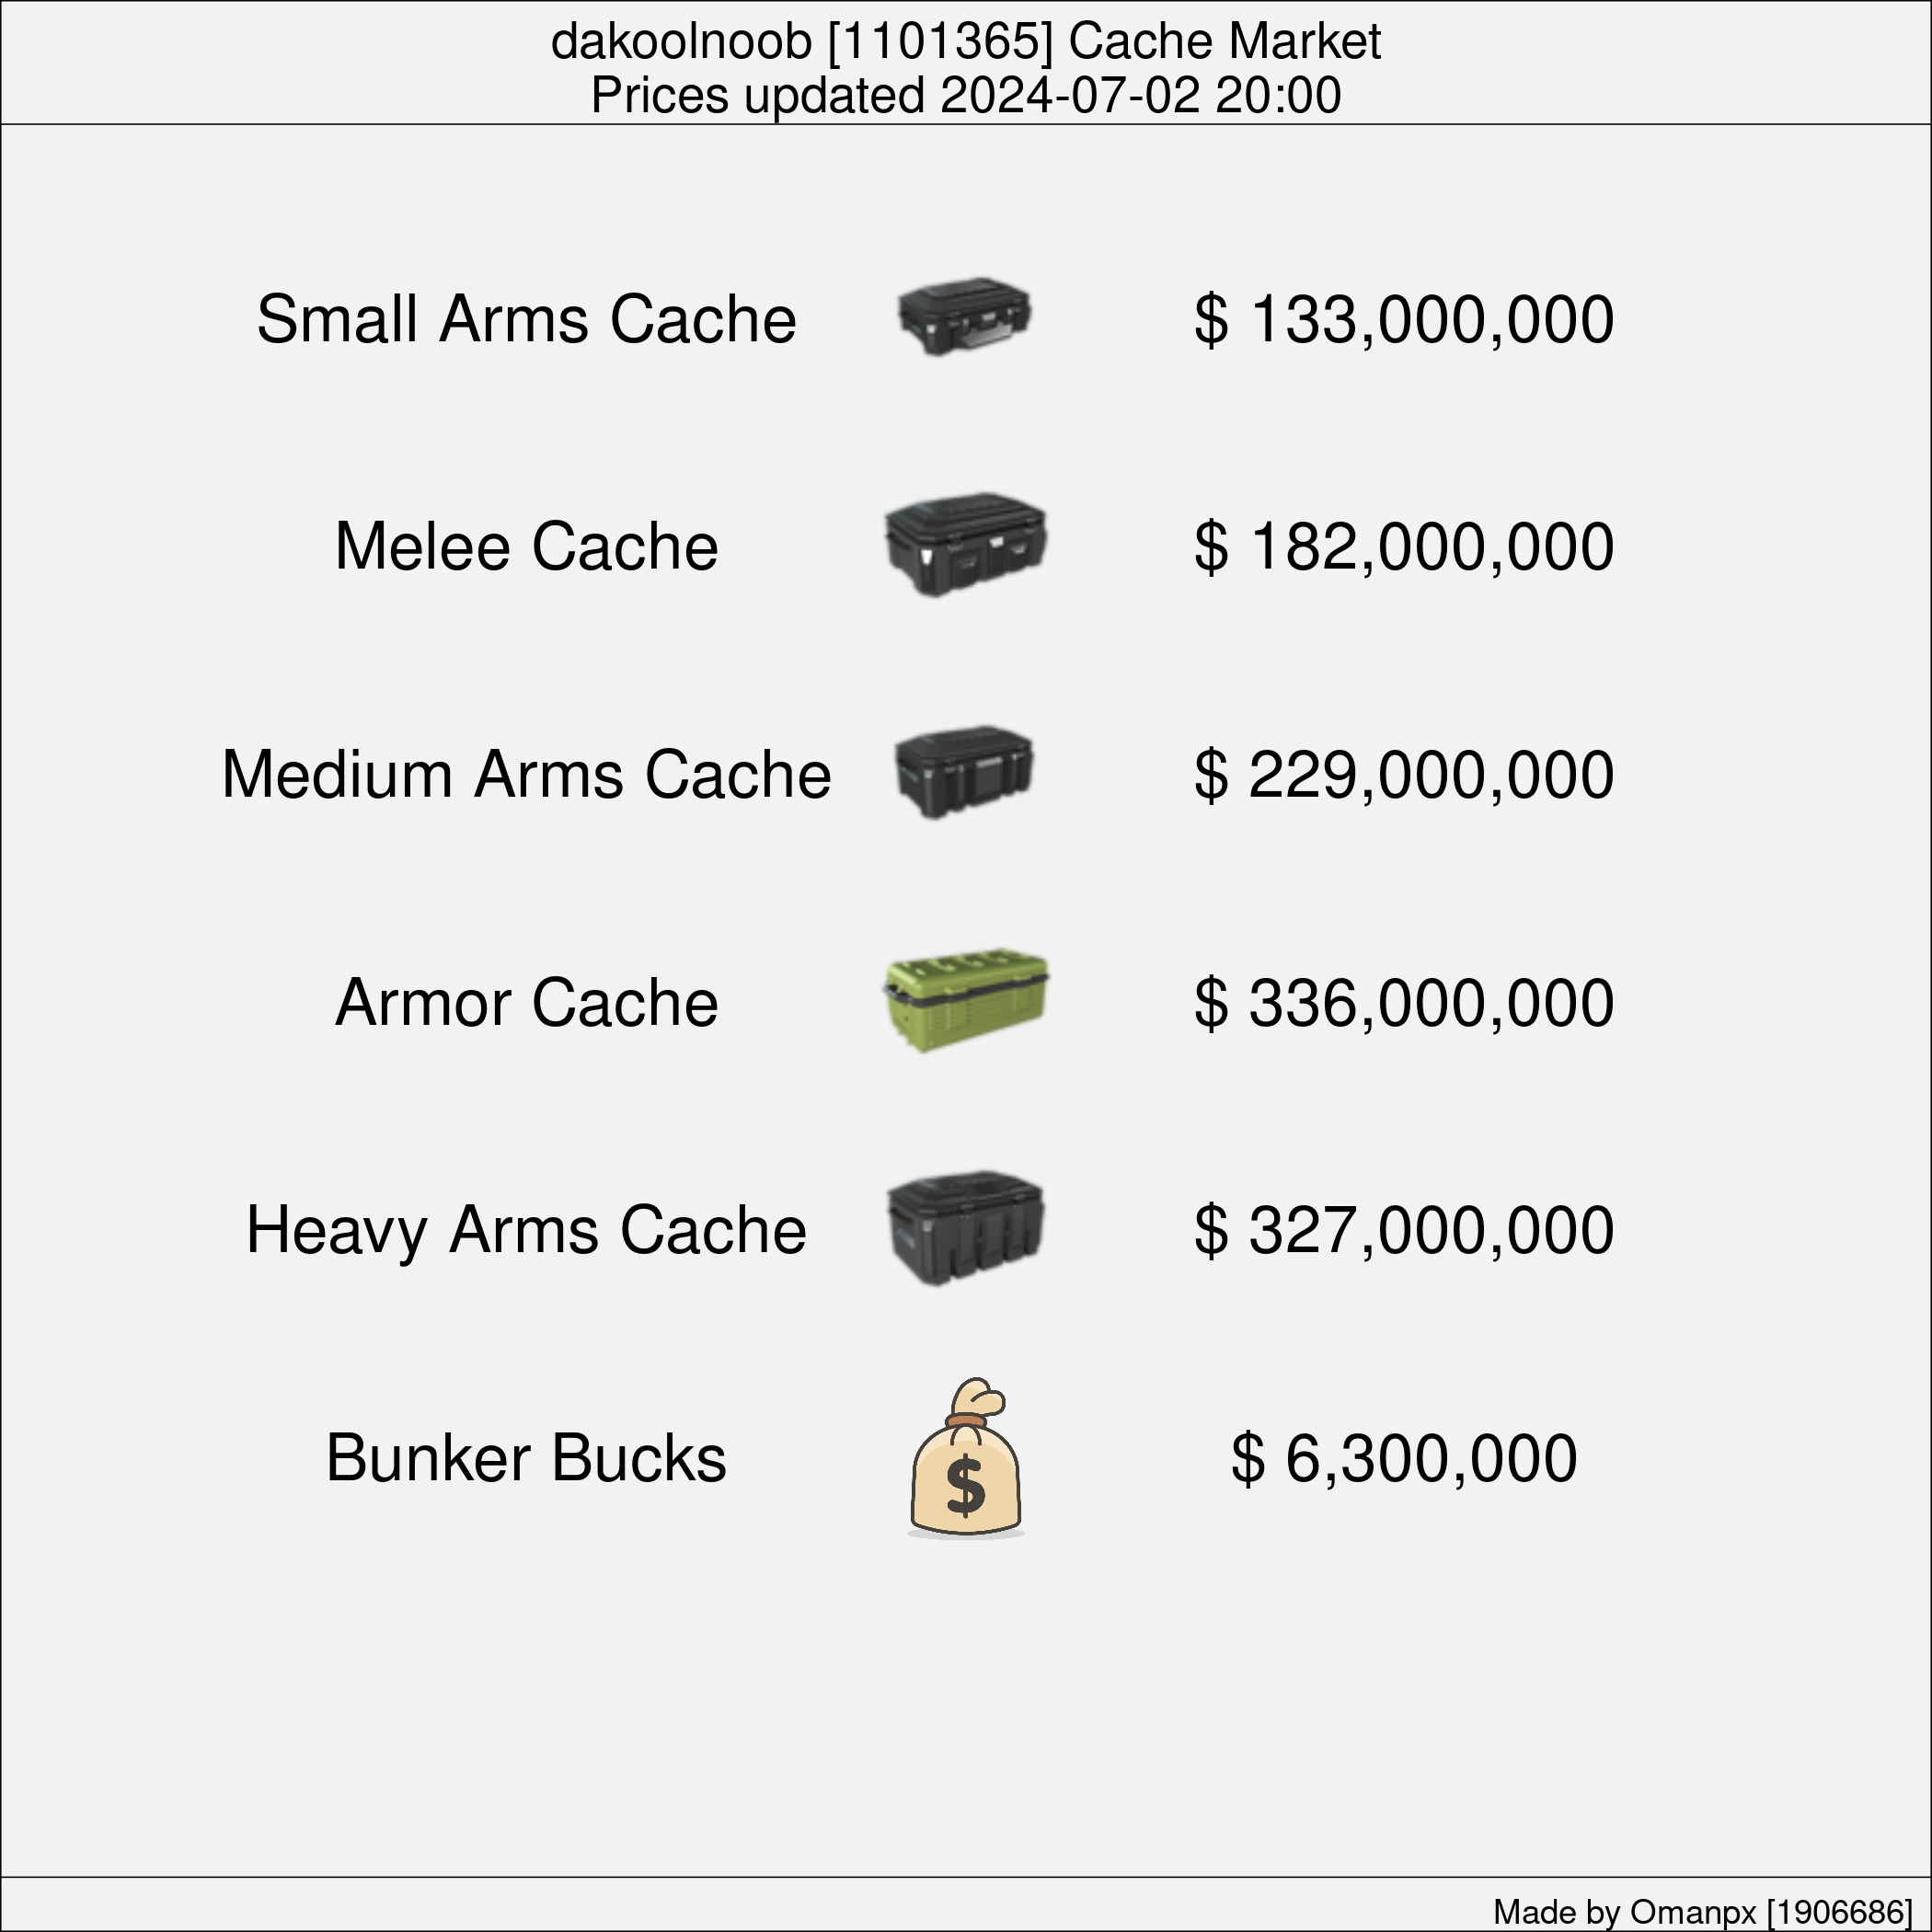 dakoolnoob [1101365] Cache Market
Prices updated 2024-07-02 20:00
Small Arms Cache $ 133,000,000
Melee Cache $ 182,000,000
Medium Arms Cache $ 229,000,000
Armor Cache $ 336,000,000
Heavy Arms Cache $ 327,000,000
Bunker Bucks $ $ 6,300,000
Made by Omanpx [1906686]